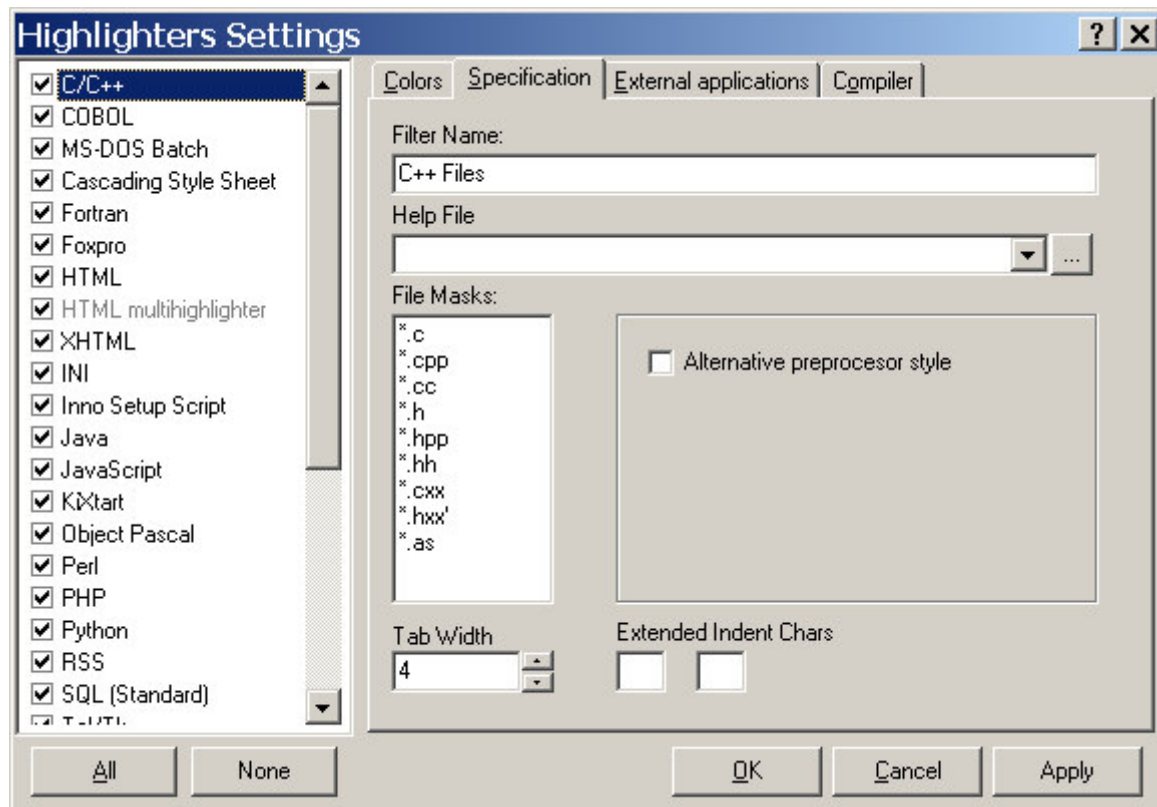 Highlighters Settings
C/C++
COBOL
MS-DOS Batch
Cascading Style Sheet
Fortran
Foxpro
HTML
HTML multihighlighter
XHTML
INI
Inno Setup Script
Java
JavaScript
KiXtart
Object Pascal
Perl
PHP
Python
RSS
SQL (Standard)
All None
Colors Specification External applications Compiler
Filter Name:
C++ Files
Help File
...
File Masks:
*.c
*.cpp
*.cc
*.h
*.hpp
*.hh
*.cxx
*.hxx'
*.as
Alternative preprocesor style
Tab Width
4
Extended Indent Chars
OK Cancel Apply